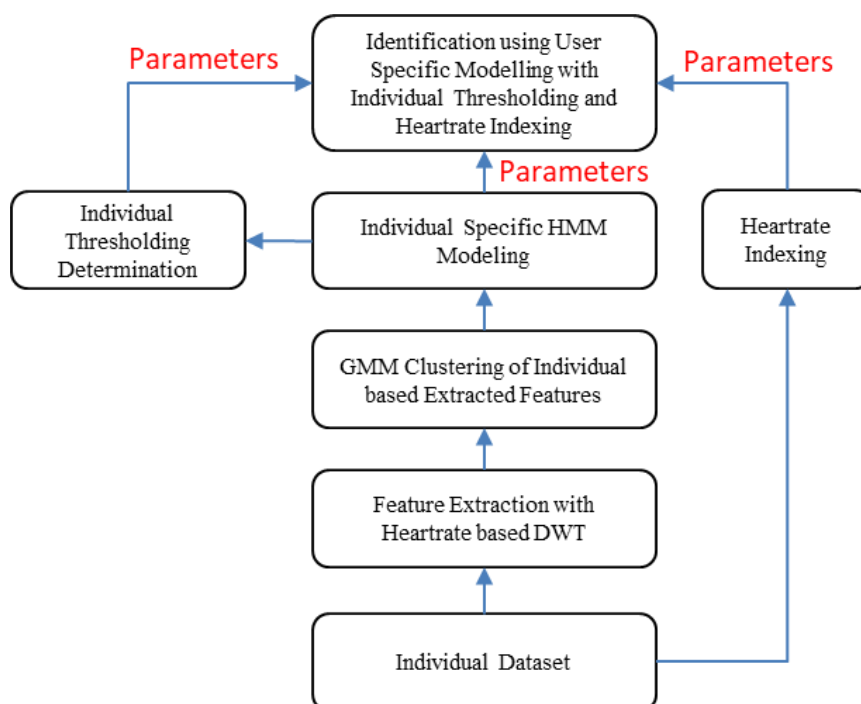 Parameters
Identification using User
Specific Modelling with
Individual Thresholding and
Heartrate Indexing
Parameters
Parameters
Individual
Thresholding
Determination
Individual Specific HMM
Modeling
Heartrate
Indexing
GMM Clustering of Individual
based Extracted Features
Feature Extraction with
Heartrate based DWT
Individual Dataset